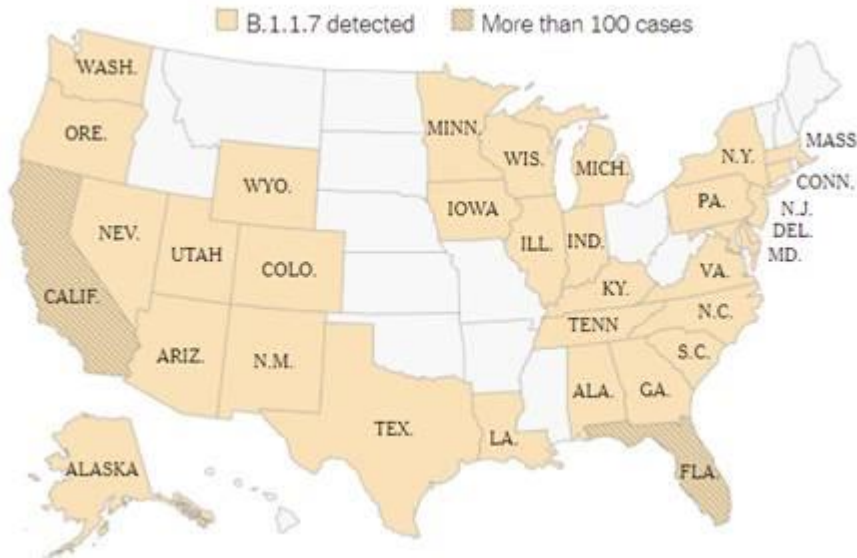 B.1.1.7 detected
More than 100 cases
WASH.
ORE.
CALIF.
NEV.
UTAH
ARIZ.
WYO.
COLO.
N.M.
TEX.
MINN.
IOWA
WIS.
ILL.
MICH.
IND.
KY.
TENN
LA.
ALA.
GA.
FLA.
S.C.
N.C.
VA.
PA.
N.Y.
MASS
CONN.
N.J.
DEL.
MD.
ALASKA